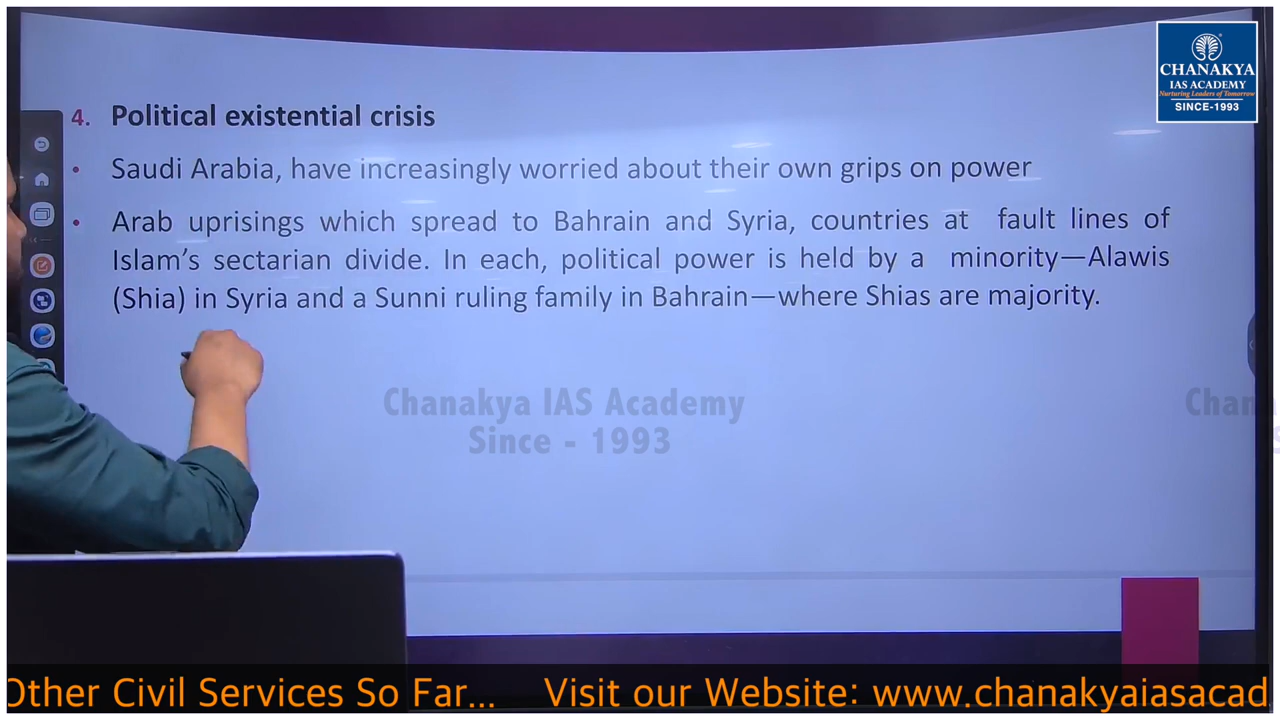 CHANAKYA
IAS ACADEMY
Nurturing Leaders of Tomorrow
SINCE-1993
4. Political existential crisis
• Saudi Arabia, have increasingly worried about their own grips on power
• Arab uprisings which spread to Bahrain and Syria, countries at fault lines of
Islam's sectarian divide. In each, political power is held by a minority—Alawis
(Shia) in Syria and a Sunni ruling family in Bahrain—where Shias are majority.
Chanakya IAS Academy
Since - 1993
Chan
Other Civil Services So Far... Visit our Website: www.chanakyaiasacad